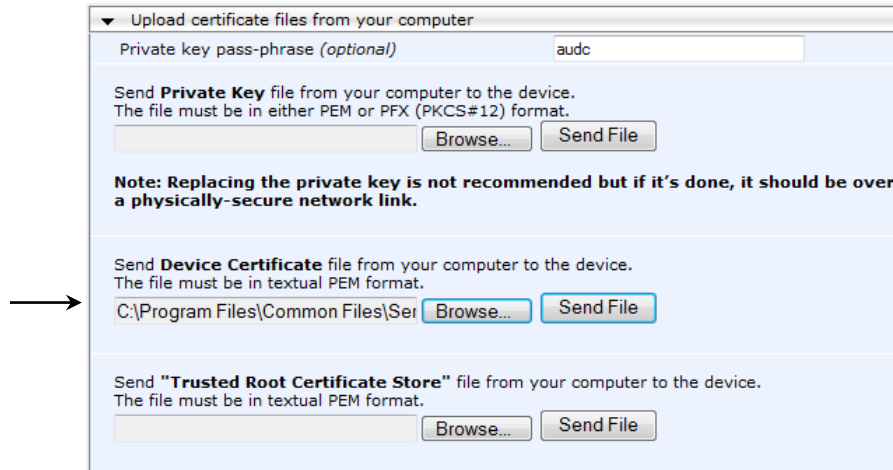 Upload certificate files from your computer
Private key pass-phrase (optional) audc
Send Private Key file from your computer to the device.
The file must be in either PEM or PFX (PKCS#12) format.
Browse... Send File
Note: Replacing the private key is not recommended but if it's done, it should be over
a physically-secure network link.
Send Device Certificate file from your computer to the device.
The file must be in textual PEM format.
C:\Program Files\Common Files\Ser Browse... Send File
Send "Trusted Root Certificate Store" file from your computer to the device.
The file must be in textual PEM format.
Browse... Send File